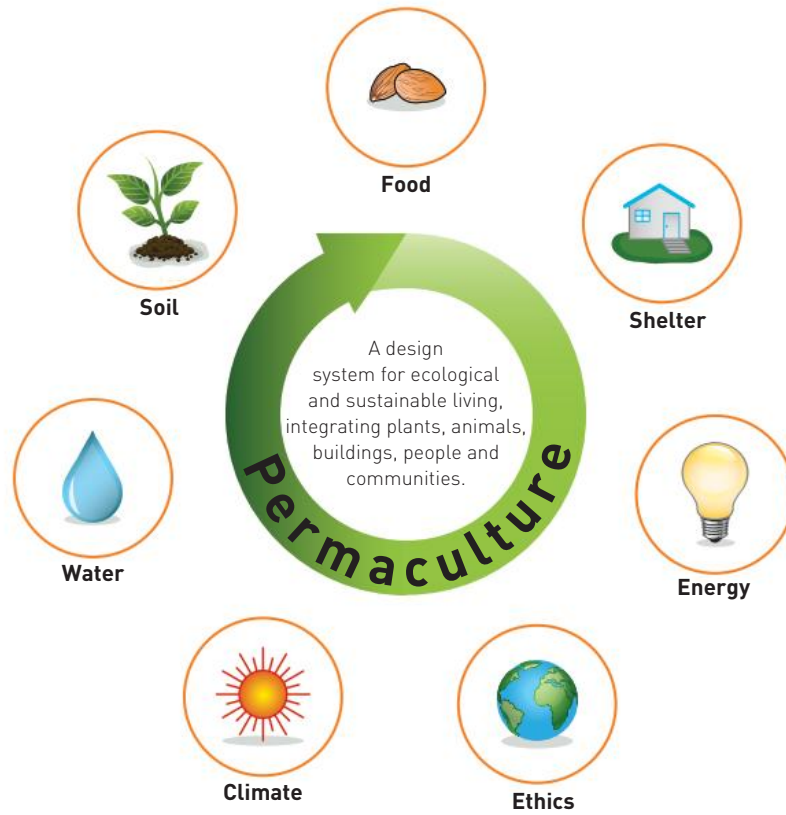 Food
Shelter
Soil
A design
system for ecological
and sustainable living,
integrating plants, animals,
buildings, people and
communities.
Permaculture
Water
Energy
Climate
Ethics